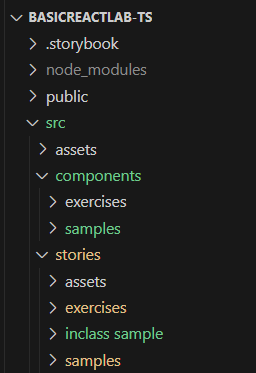 BASICREACTLAB-TS
.storybook
node_modules
public
src
assets
components
exercises
samples
stories
assets
exercises
inclass sample
samples